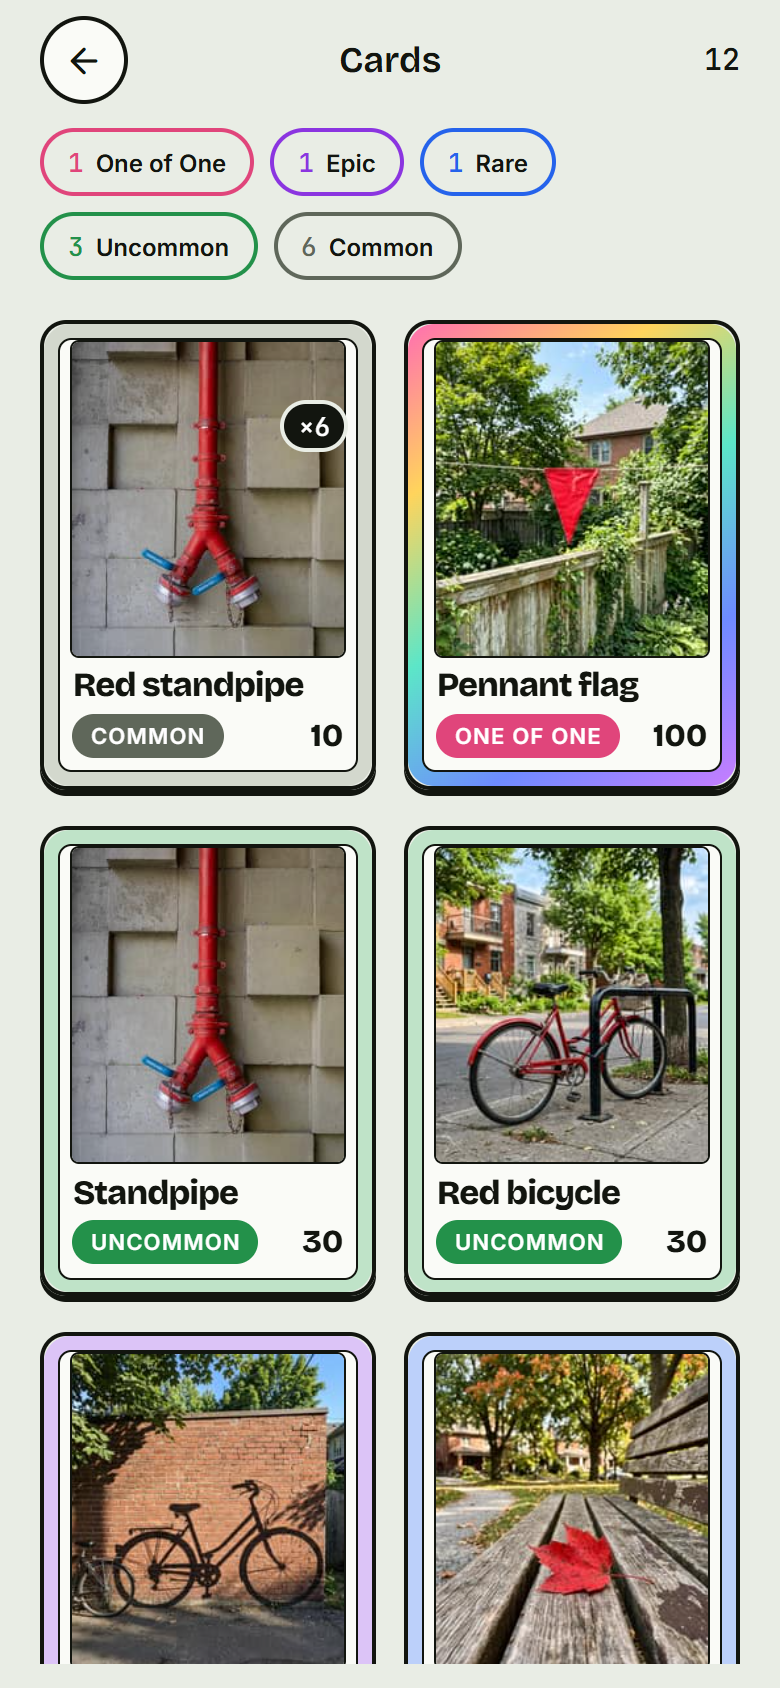 Cards
12
1 One of One
1 Epic
1 Rare
3 Uncommon
6 Common
×6
Red standpipe
COMMON 10
Pennant flag
ONE OF ONE 100
Standpipe
UNCOMMON 30
Red bicycle
UNCOMMON 30